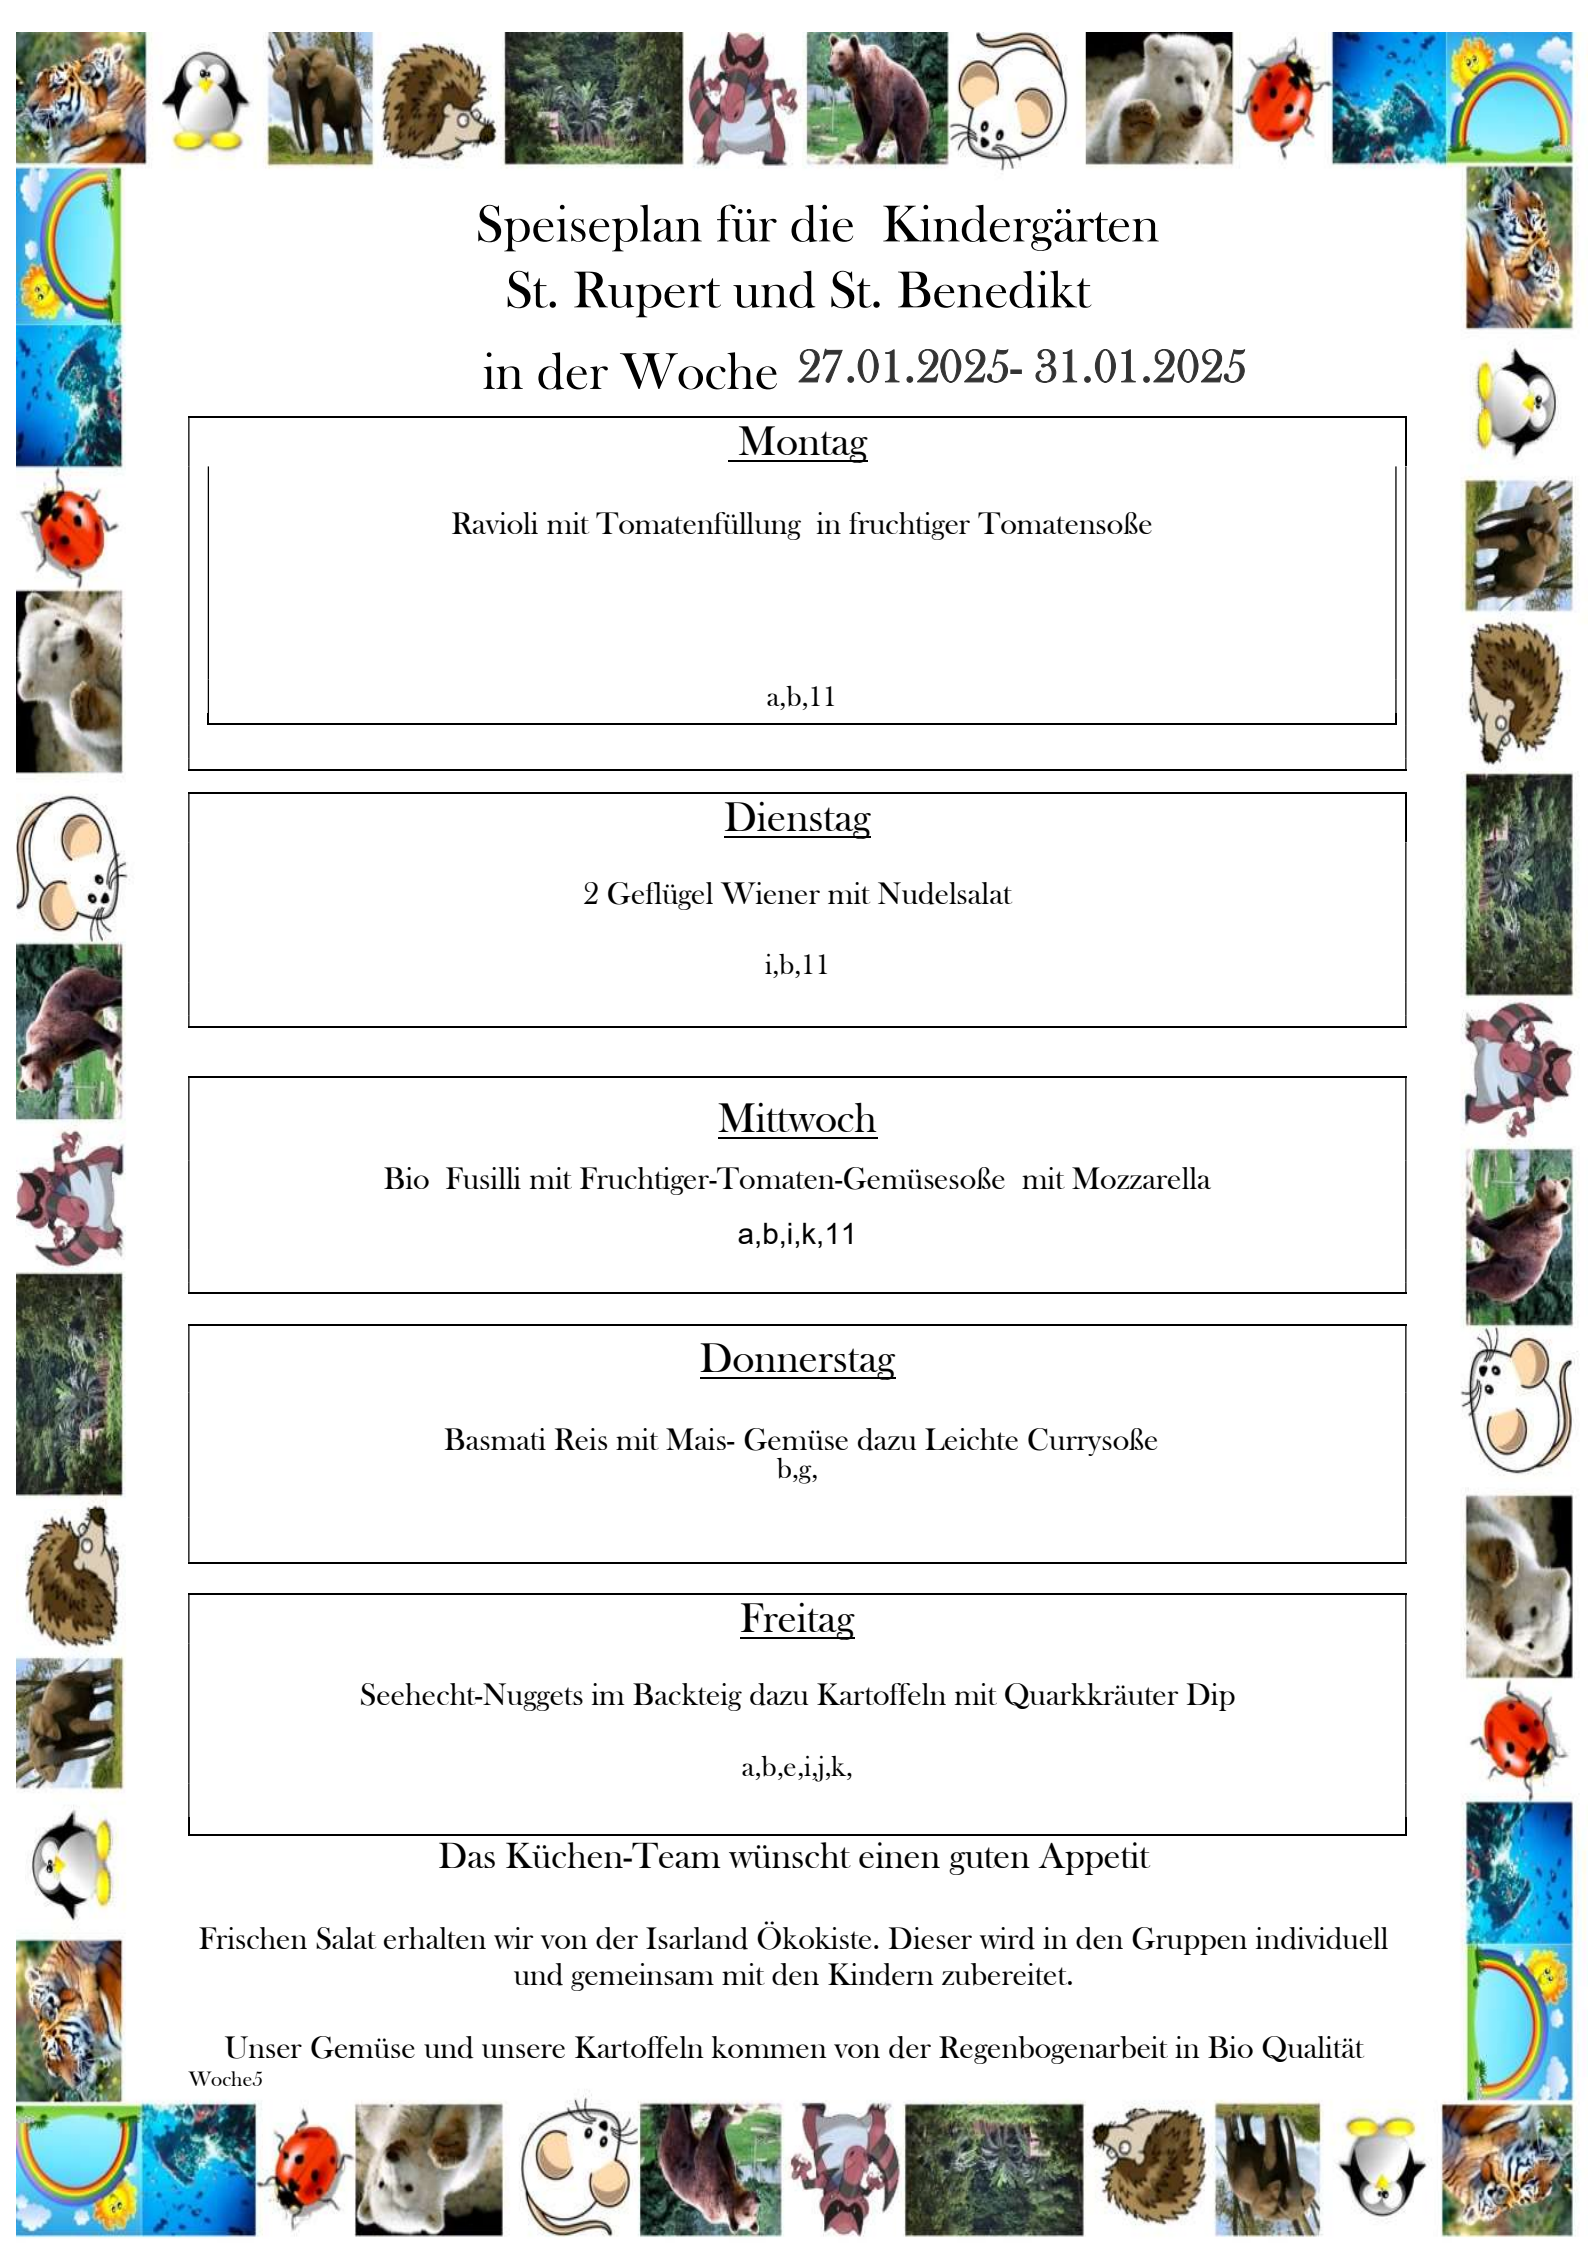 Speiseplan für die Kindergärten
St. Rupert und St. Benedikt
in der Woche 27.01.2025- 31.01.2025
Montag
Ravioli mit Tomatenfüllung in fruchtiger Tomatensoße
a,b,11
Dienstag
2 Geflügel Wiener mit Nudelsalat
i,b,11
Mittwoch
Bio Fusilli mit Fruchtiger-Tomaten-Gemüsesoße mit Mozzarella
a,b,i,k,11
Donnerstag
Basmati Reis mit Mais- Gemüse dazu Leichte Currysoße
b,g,
Freitag
Seehecht-Nuggets im Backteig dazu Kartoffeln mit Quarkkräuter Dip
a,b,e,i,j,k,
Das Küchen-Team wünscht einen guten Appetit
Frischen Salat erhalten wir von der Isarland Ökokiste. Dieser wird in den Gruppen individuell
und gemeinsam mit den Kindern zubereitet.
Unser Gemüse und unsere Kartoffeln kommen von der Regenbogenarbeit in Bio Qualität
Woche5